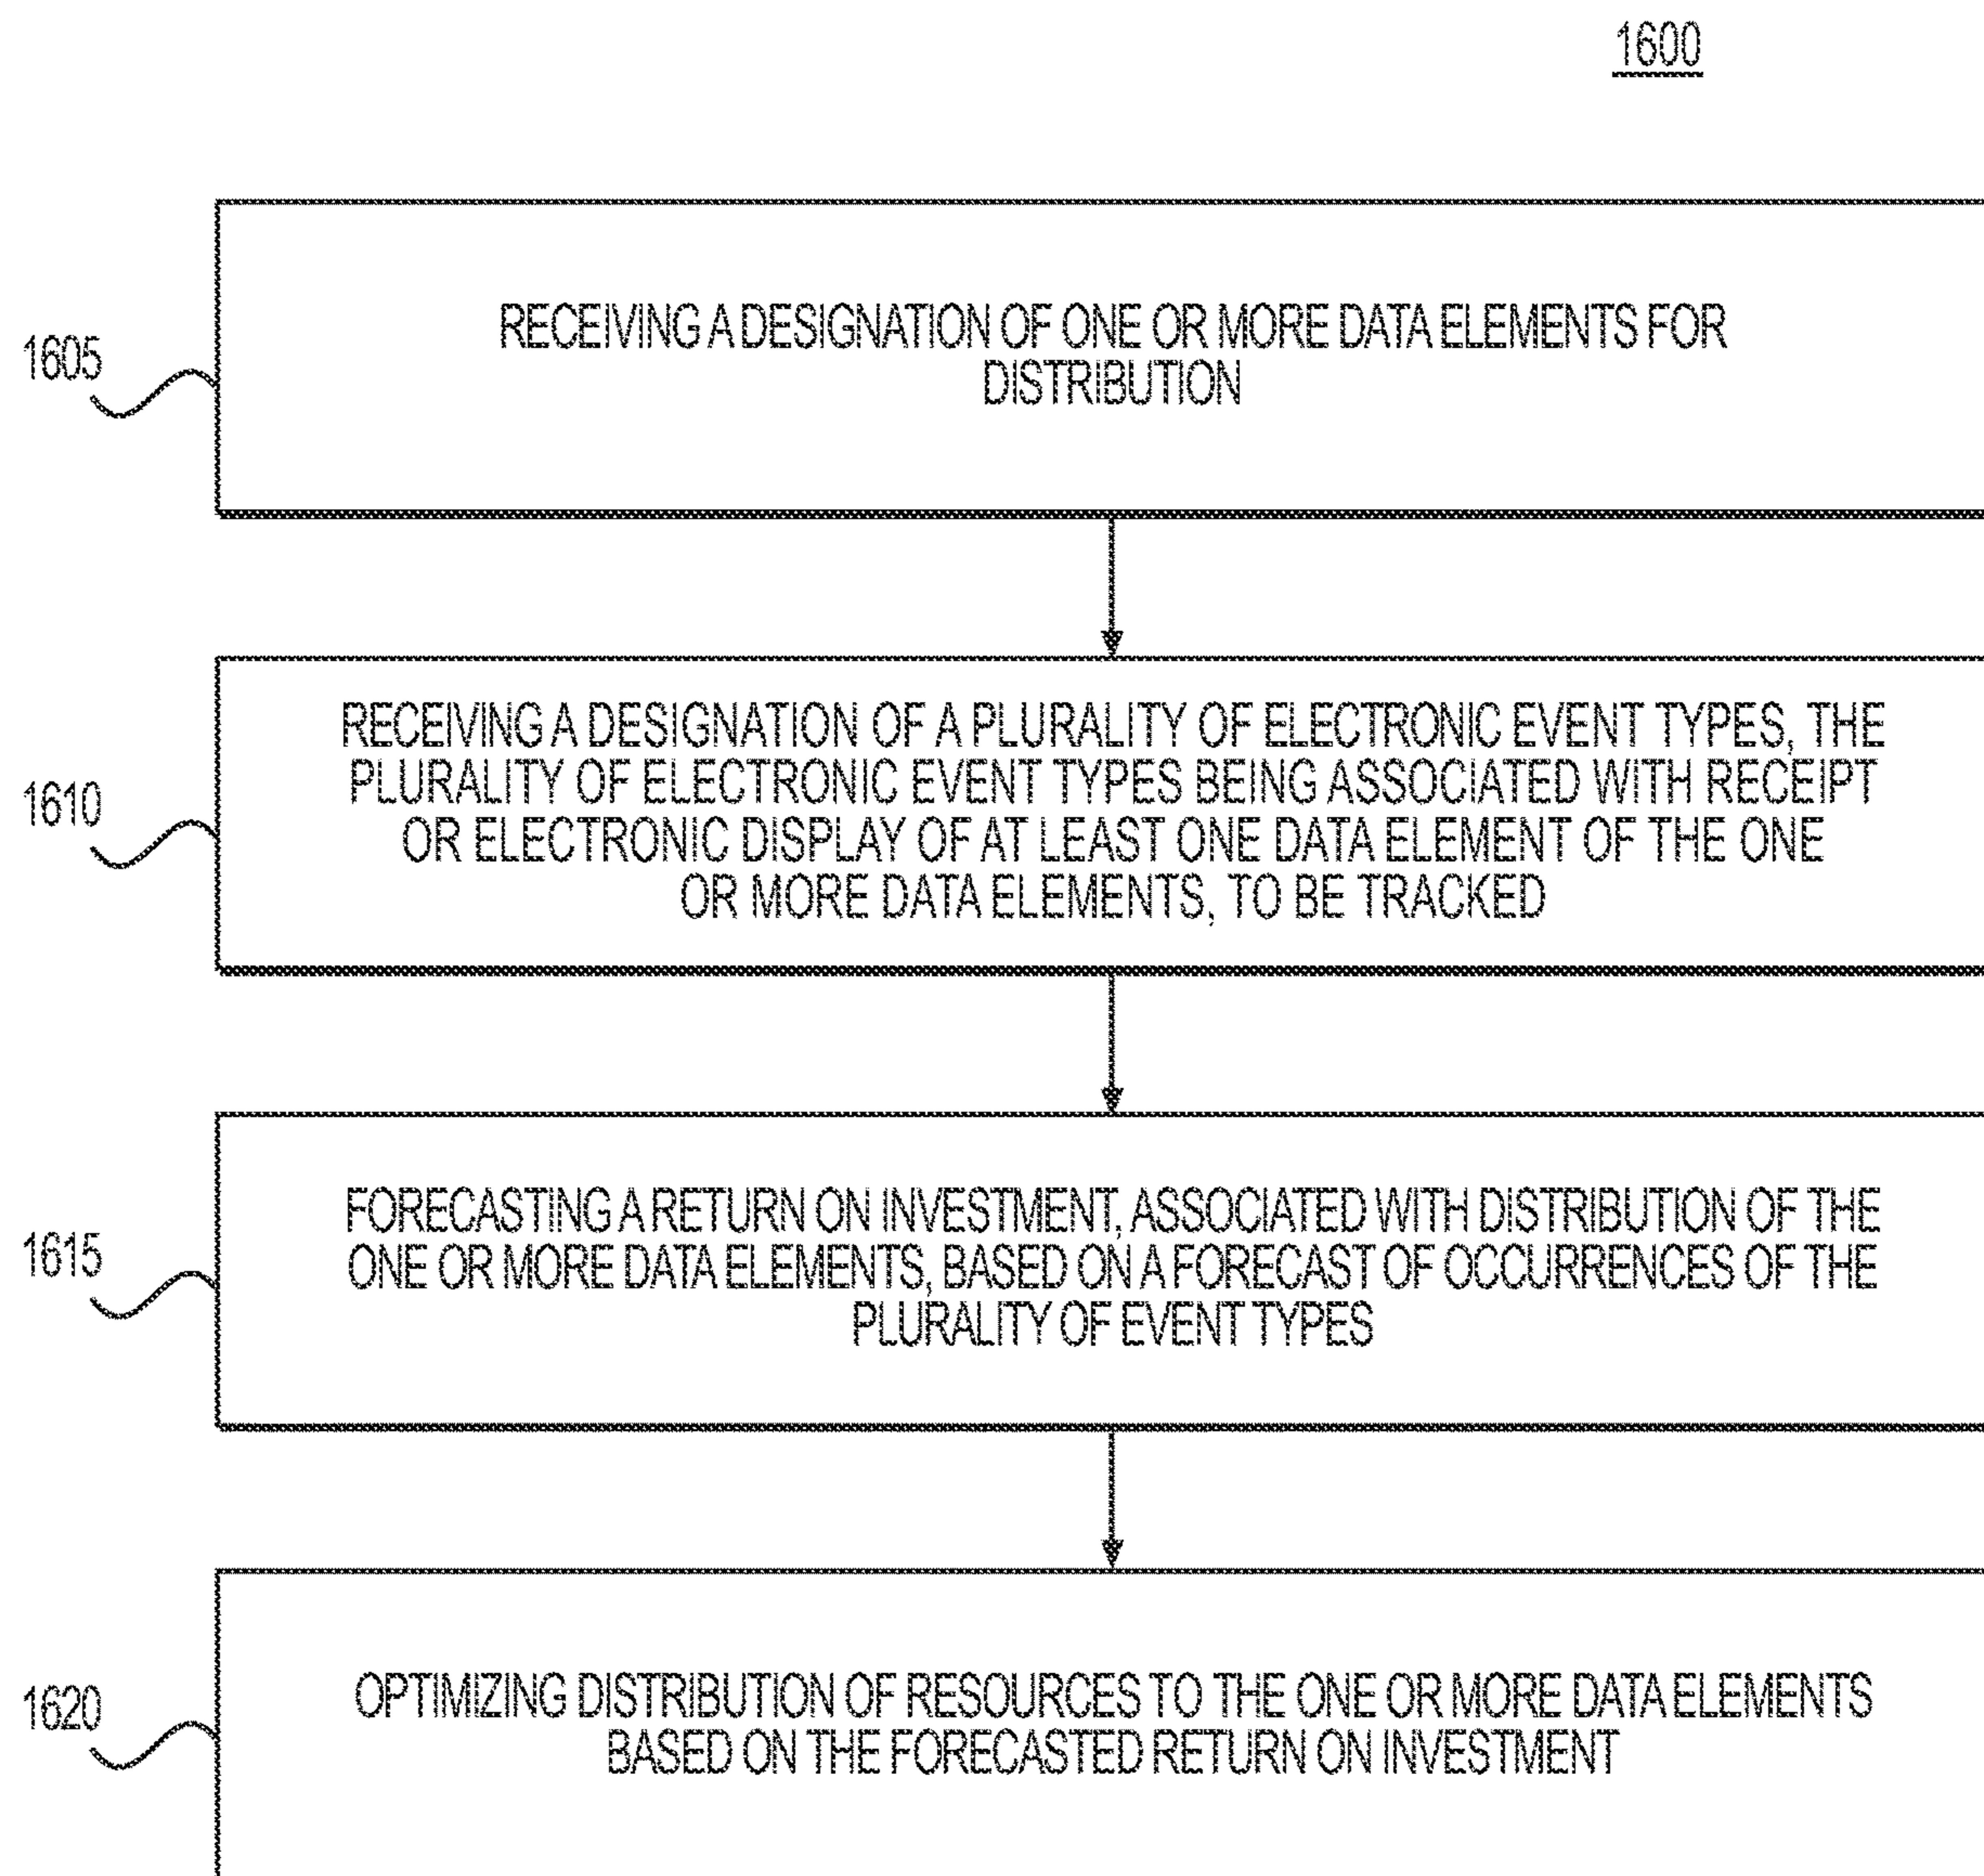 1600
1605
RECEIVING A DESIGNATION OF ONE OR MORE DATA ELEMENTS FOR
DISTRIBUTION
1610
RECEIVING A DESIGNATION OF A PLURALITY OF ELECTRONIC EVENT TYPES, THE
PLURALITY OF ELECTRONIC EVENT TYPES BEING ASSOCIATED WITH RECEIPT
OR ELECTRONIC DISPLAY OF AT LEAST ONE DATA ELEMENT OF THE ONE
OR MORE DATA ELEMENTS, TO BE TRACKED
1615
FORECASTING A RETURN ON INVESTMENT, ASSOCIATED WITH DISTRIBUTION OF THE
ONE OR MORE DATA ELEMENTS, BASED ON A FORECAST OF OCCURRENCES OF THE
PLURALITY OF EVENT TYPES
1620
OPTIMIZING DISTRIBUTION OF RESOURCES TO THE ONE OR MORE DATA ELEMENTS
BASED ON THE FORECASTED RETURN ON INVESTMENT